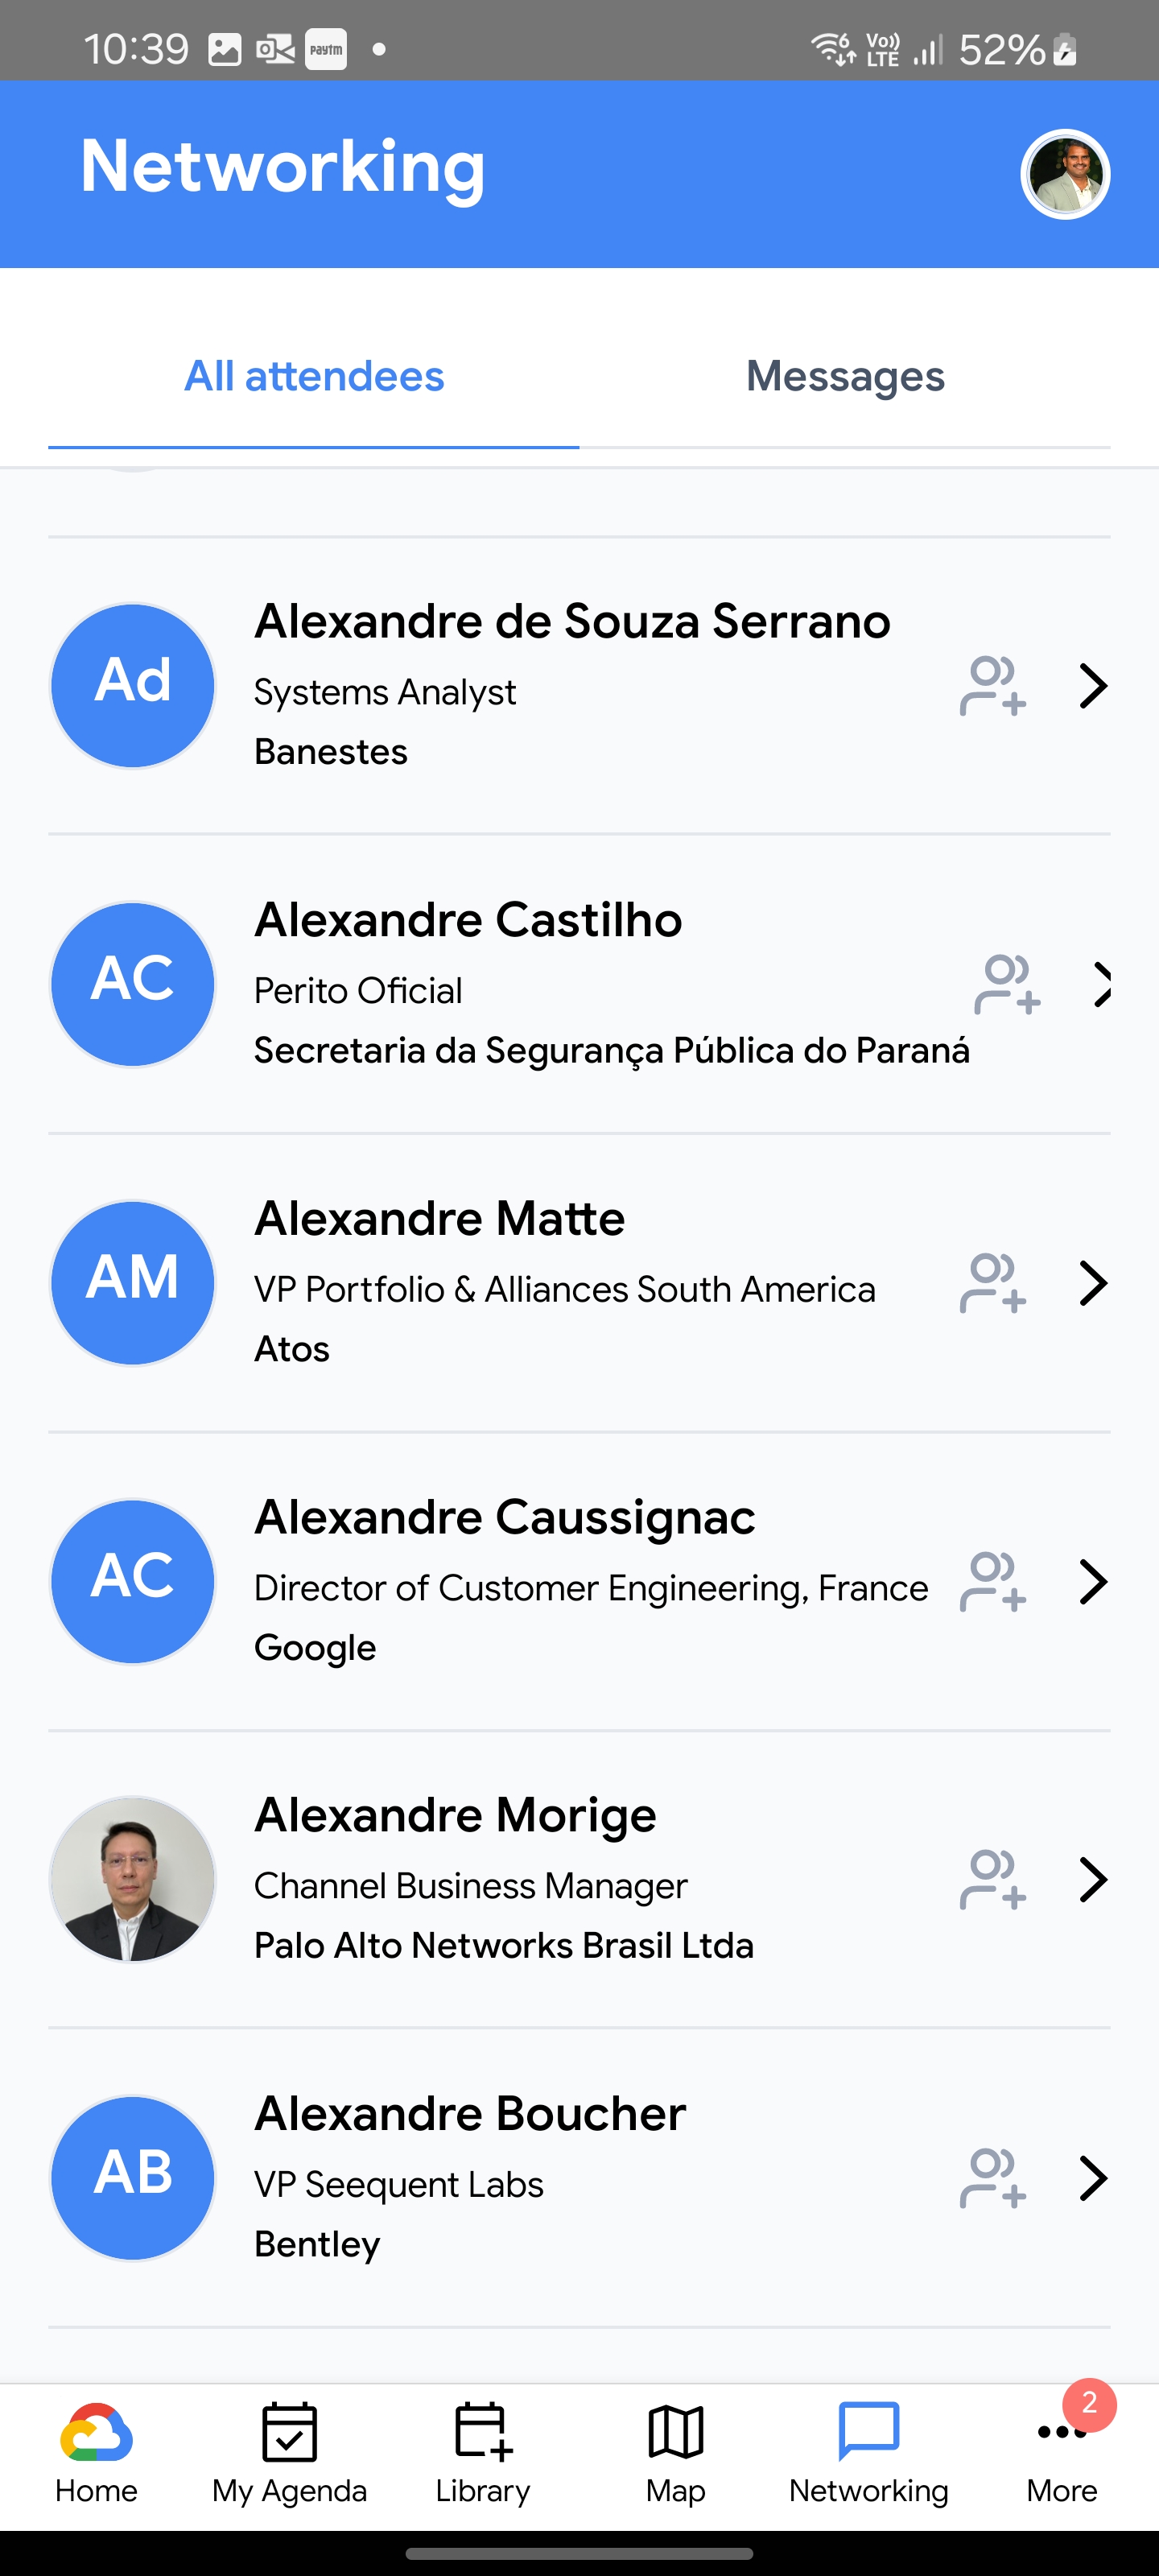 10:39 paytm Vo)) LTE 6 52%
Networking
All attendees Messages
Ad
Alexandre de Souza Serrano
Systems Analyst
Banestes
AC
Alexandre Castilho
Perito Oficial
Secretaria da Segurança Pública do Paraná
AM
Alexandre Matte
VP Portfolio & Alliances South America
Atos
AC
Alexandre Caussignac
Director of Customer Engineering, France
Google
Alexandre Morige
Channel Business Manager
Palo Alto Networks Brasil Ltda
AB
Alexandre Boucher
VP Seequent Labs
Bentley
2
Home My Agenda Library Map Networking More